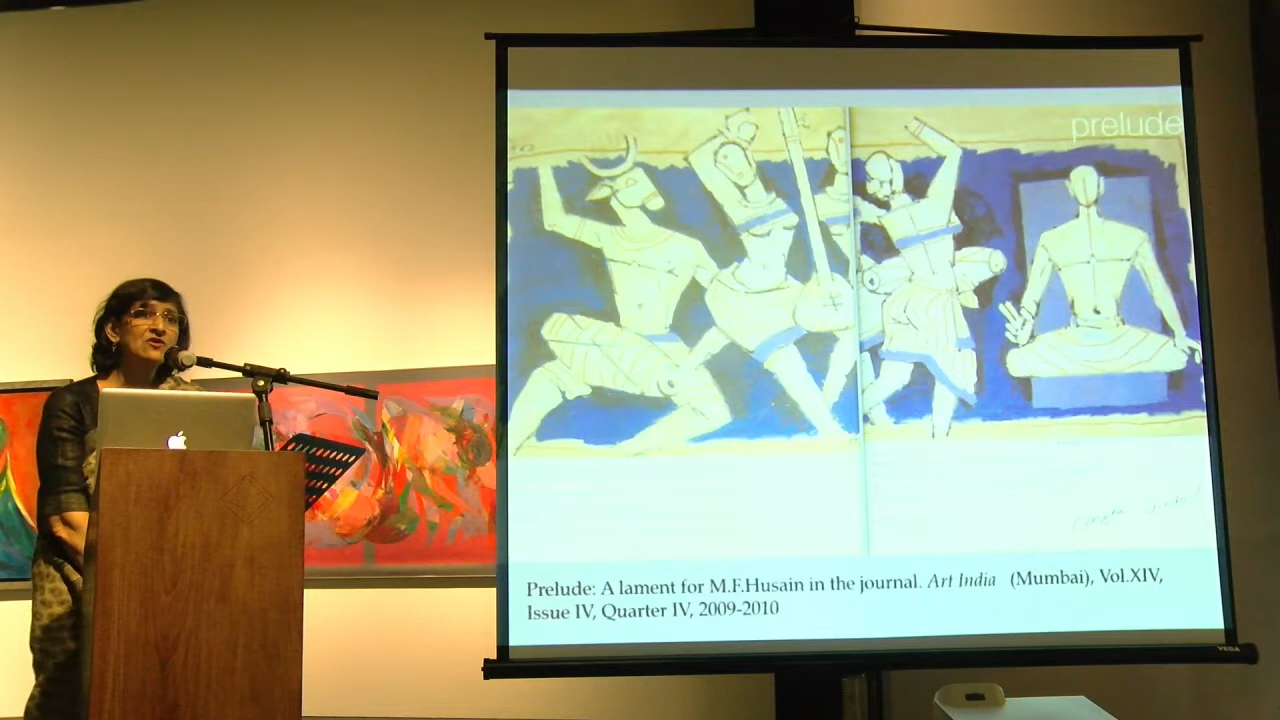 prelude
Prelude: A lament for M.F.Husain in the journal. Art India (Mumbai), Vol.XIV,
Issue IV, Quarter IV, 2009-2010
VEGA